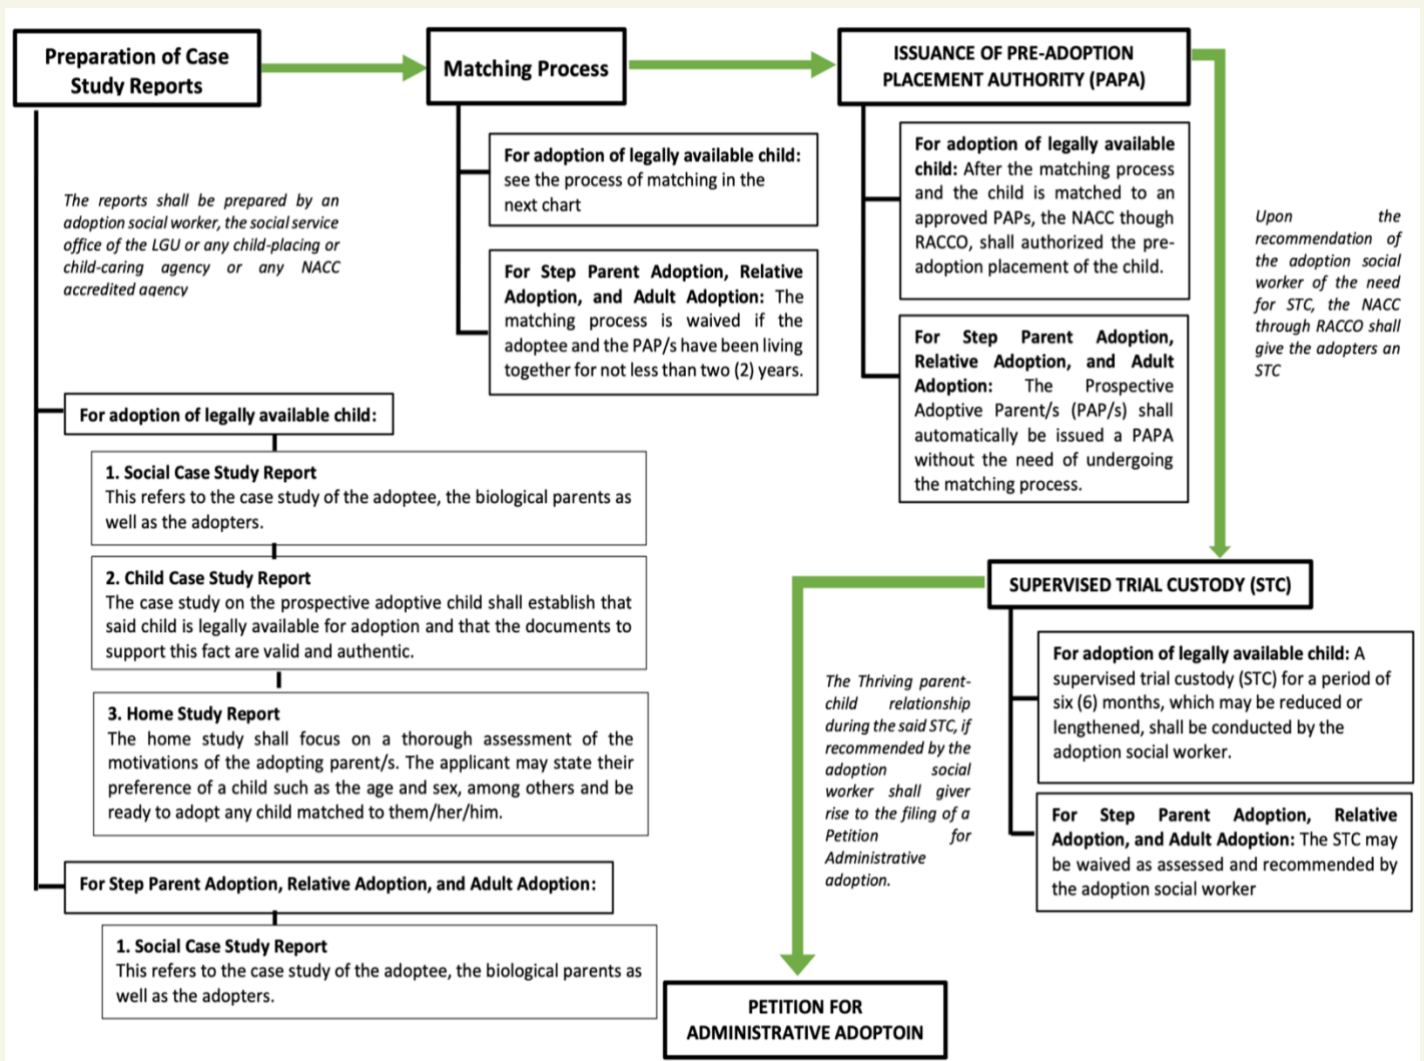 Preparation of Case
Study Reports
Matching Process
ISSUANCE OF PRE-ADOPTION
PLACEMENT AUTHORITY (PAPA)
The reports shall be prepared by an
adoption social worker, the social service
office of the LGU or any child-placing or
child-caring agency or any NACC
accredited agency
For adoption of legally available child:
see the process of matching in the
next chart
For Step Parent Adoption, Relative
Adoption, and Adult Adoption: The
matching process is waived if the
adoptee and the PAP/s have been living
together for not less than two (2) years.
For adoption of legally available
child: After the matching process
and the child is matched to an
approved PAPs, the NACC though
RACCO, shall authorized the pre-
adoption placement of the child.
For Step Parent Adoption,
Relative Adoption, and Adult
Adoption: The Prospective
Adoptive Parent/s (PAP/s) shall
automatically be issued a PAPA
without the need of undergoing
the matching process.
Upon the
recommendation of
the adoption social
worker of the need
for STC, the NACC
through RACCO shall
give the adopters an
STC
For adoption of legally available child:
1. Social Case Study Report
This refers to the case study of the adoptee, the biological parents as
well as the adopters.
2. Child Case Study Report
The case study on the prospective adoptive child shall establish that
said child is legally available for adoption and that the documents to
support this fact are valid and authentic.
3. Home Study Report
The home study shall focus on a thorough assessment of the
motivations of the adopting parent/s. The applicant may state their
preference of a child such as the age and sex, among others and be
ready to adopt any child matched to them/her/him.
For Step Parent Adoption, Relative Adoption, and Adult Adoption:
1. Social Case Study Report
This refers to the case study of the adoptee, the biological parents as
well as the adopters.
SUPERVISED TRIAL CUSTODY (STC)
For adoption of legally available child: A
supervised trial custody (STC) for a period of
six (6) months, which may be reduced or
lengthened, shall be conducted by the
adoption social worker.
For Step Parent Adoption, Relative
Adoption, and Adult Adoption: The STC may
be waived as assessed and recommended by
the adoption social worker
The Thriving parent-
child relationship
during the said STC, if
recommended by the
adoption social
worker shall giver
rise to the filing of a
Petition for
Administrative
adoption.
PETITION FOR
ADMINISTRATIVE ADOPTOIN